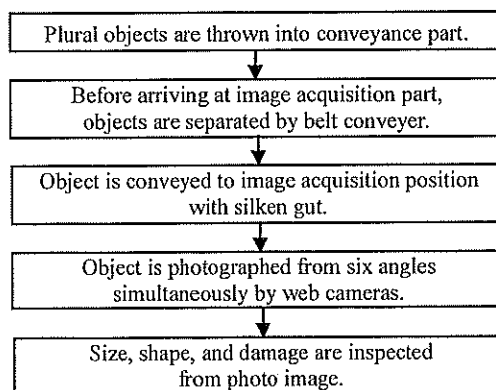 Plural objects are thrown into conveyance part.
Before arriving at image acquisition part,
objects are separated by belt conveyer.
Object is conveyed to image acquisition position
with silken gut.
Object is photographed from six angles
simultaneously by web cameras.
Size, shape, and damage are inspected
from photo image.